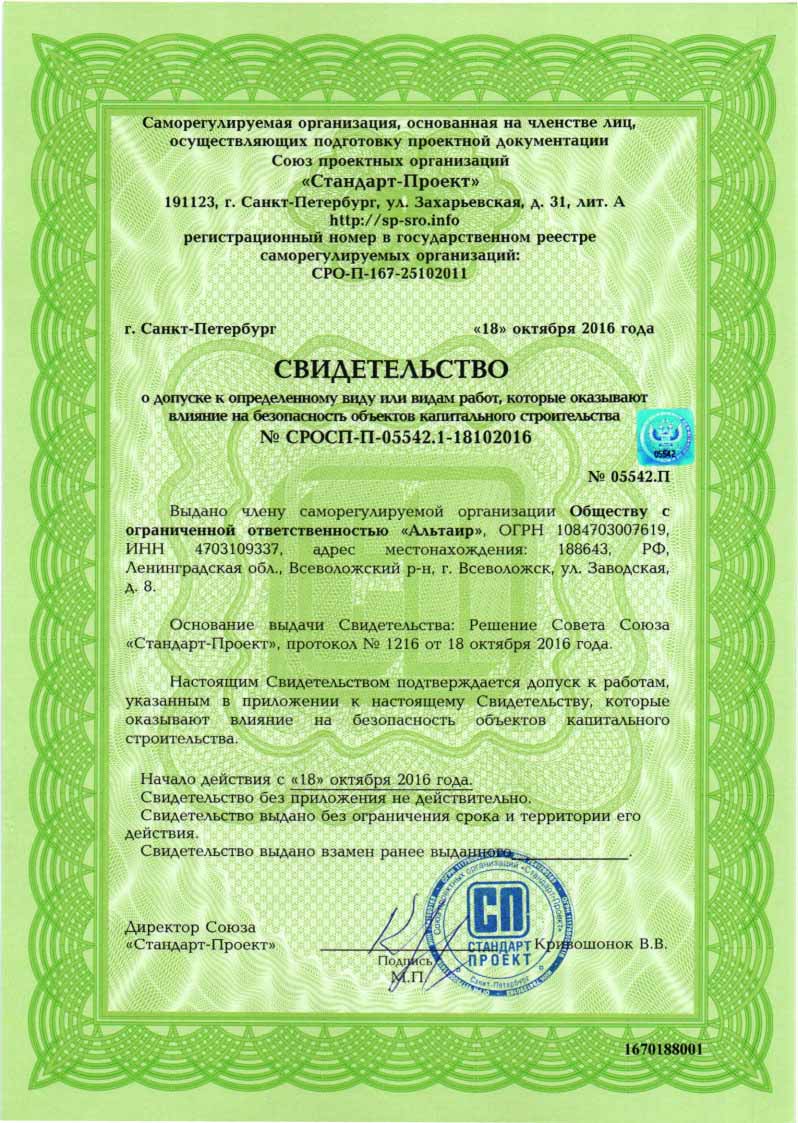 Саморегулируемая организация, основанная на членстве лиц,
осуществляющих подготовку проектной документации
Союз проектных организаций
«Стандарт-Проект»
191123, г. Санкт-Петербург, ул. Захарьевская, д. 31, лит. А
http://sp-sro.info
регистрационный номер в государственном реестре
саморегулируемых организаций:
СРО-П-167-25102011
г. Санкт-Петербург «18» октября 2016 года
СВИДЕТЕЛЬСТВО
о допуске к определенному виду или видам работ, которые оказывают
влияние на безопасность объектов капитального строительства
№ СРОСП-П-05542.1-18102016
05542
№ 05542.П
Выдано члену саморегулируемой организации Обществу с
ограниченной ответственностью «Альтаир», ОГРН 1084703007619,
ИНН 4703109337, адрес местонахождения: 188643, РФ,
Ленинградская обл., Всеволожский р-н, г. Всеволожск, ул. Заводская,
д. 8.
Основание выдачи Свидетельства: Решение Совета Союза
«Стандарт-Проект», протокол № 1216 от 18 октября 2016 года.
Настоящим Свидетельством подтверждается допуск к работам,
указанным в приложении к настоящему Свидетельству, которые
оказывают влияние на безопасность объектов капитального
строительства.
Начало действия с «18» октября 2016 года.
Свидетельство без приложения не действительно.
Свидетельство выдано без ограничения срока и территории его
действия.
Свидетельство выдано взамен ранее выданного .
Директор Союза
«Стандарт-Проект» Кривошонок В.В.
Подпись
М.П.
Союз проектных организаций «Стандарт-Проект»
СП
СТАНДАРТ
ПРОЕКТ
Санкт-Петербург
1670188001